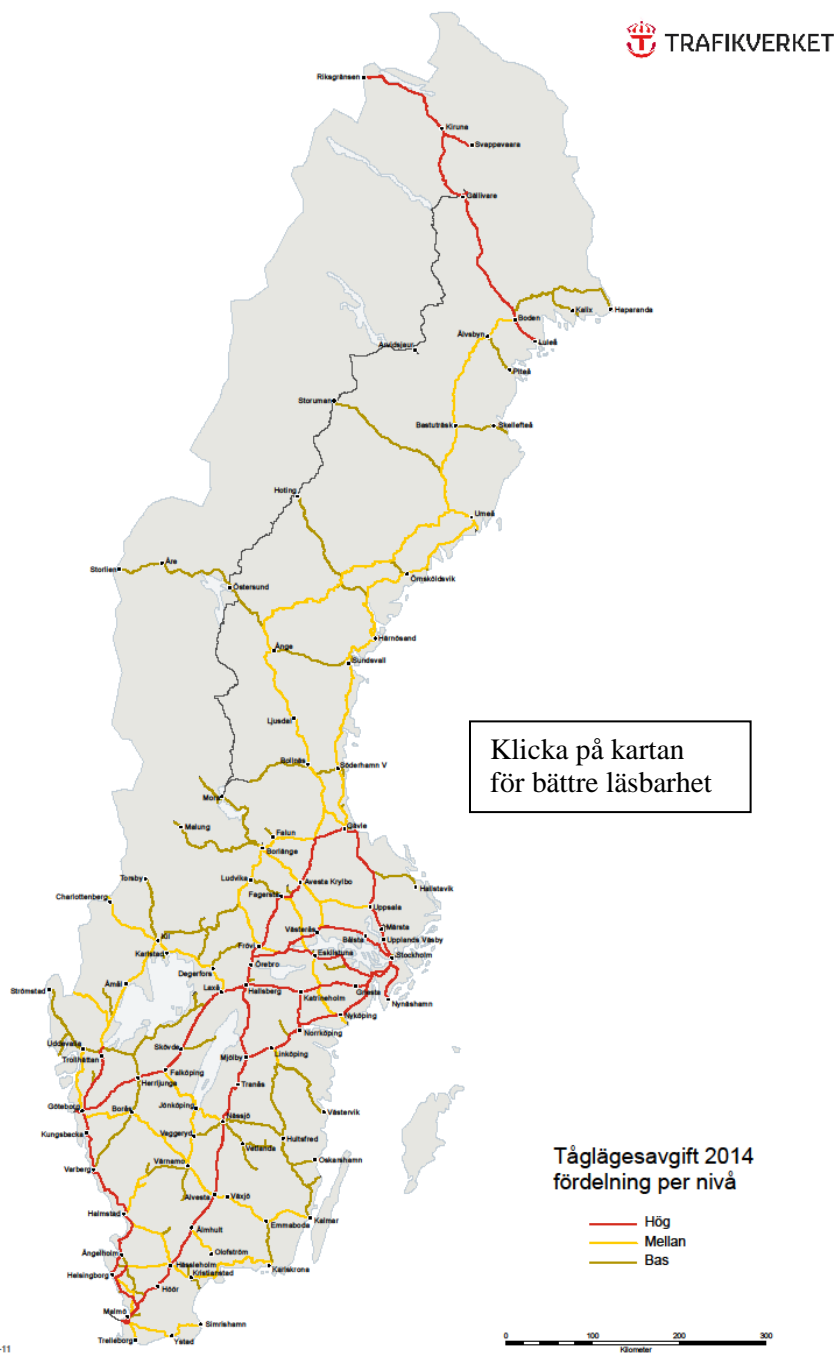 TRAFIKVERKET
Riksgränsen
Kiruna
Svappavaara
Gällivare
Boden
Kalix
Haparanda
Älvsbyn
Luleå
Arvidsjaur
Piteå
Storuman
Bastuträsk
Skellefteå
Hoting
Umeå
Storlien
Åre
Östersund
Örnsköldsvik
Härnösand
Ånge
Sundsvall
Ljusdal
Klicka på kartan
för bättre läsbarhet
Bollnäs
Söderhamn V
Mora
Malung
Falun
Gävle
Borlänge
Torsby
Ludvika
Avesta Krylbo
Hallstavik
Charlottenberg
Fagersta
Uppsala
Kil
Västerås
Märsta
Bålsta
Upplands Väsby
Karlstad
Frövi
Eskilstuna
Stockholm
Örebro
Degerfors
Strömstad
Åmål
Laxå
Hallsberg
Katrineholm
Gnesta
Nynäshamn
Nyköping
Norrköping
Uddevalla
Skövde
Trollhättan
Mjölby
Linköping
Falköping
Herrljunga
Tranås
Göteborg
Borås
Jönköping
Nässjö
Västervik
Kungsbacka
Vaggeryd
Hultsfred
Vetlanda
Värnamo
Oskarshamn
Varberg
Alvesta
Växjö
Halmstad
Emmaboda
Kalmar
Älmhult
Ängelholm
Olofström
Hässleholm
Karlskrona
Helsingborg
Kristianstad
Höör
Malmö
Simrishamn
Trelleborg
Ystad
Tåglägesavgift 2014
fördelning per nivå
Hög
Mellan
Bas
0 100 200 300
Kilometer
-11